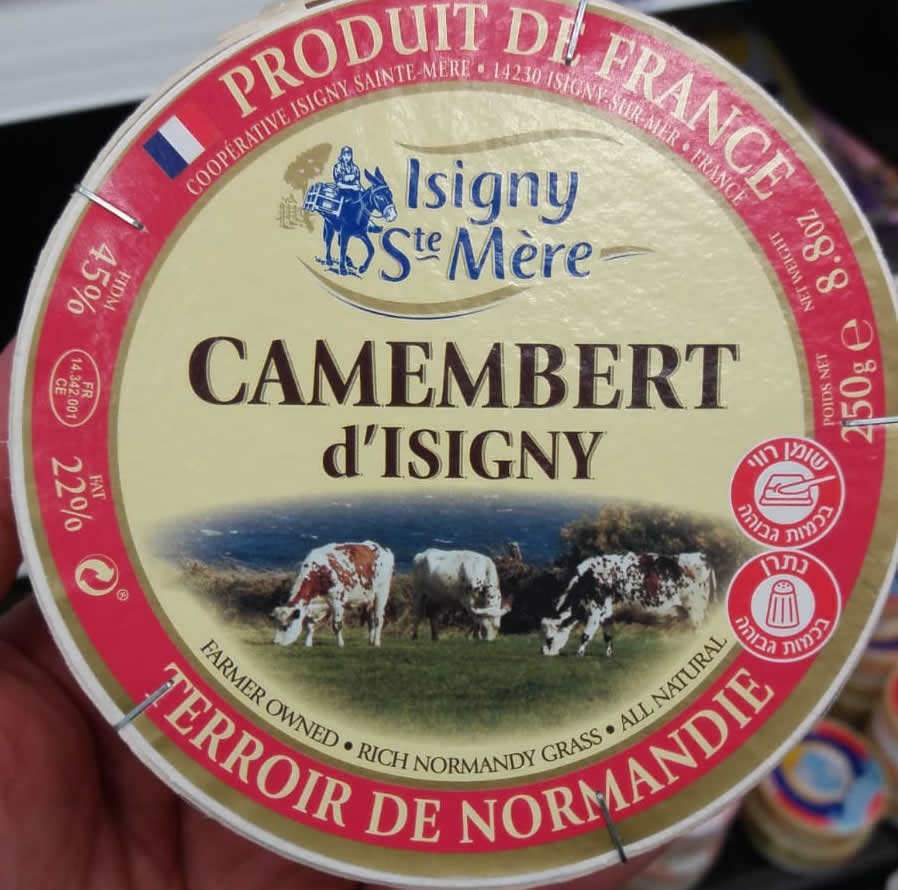 PRODUIT DE FRANCE
COOPÉRATIVE ISIGNY SAINTE-MÈRE • 14230 ISIGNY-SUR-MER • FRANCE
Isigny
Ste Mère
CAMEMBERT
d'ISIGNY
NET WEIGHT
8.8OZ
POIDS NET
250g e
שומן רווי
בכמות גבוהה
נתרן
בכמות גבוהה
FIDN
45%
FR
14.342.001
CE
FAT
22%
®
FARMER OWNED • RICH NORMANDY GRASS • ALL NATURAL
TERROIR DE NORMANDIE